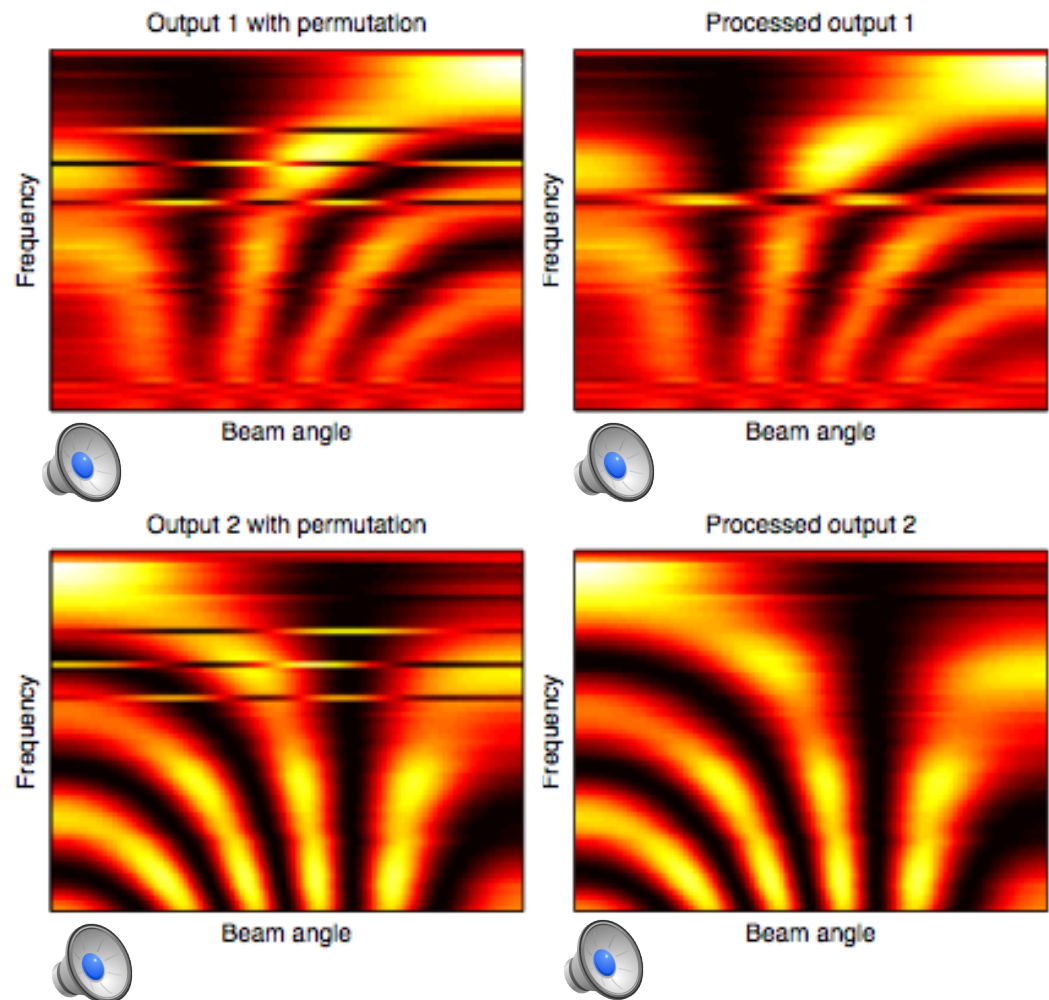 Output 1 with permutation
Processed output 1
Frequency
Frequency
Beam angle
Beam angle
Output 2 with permutation
Processed output 2
Frequency
Frequency
Beam angle
Beam angle